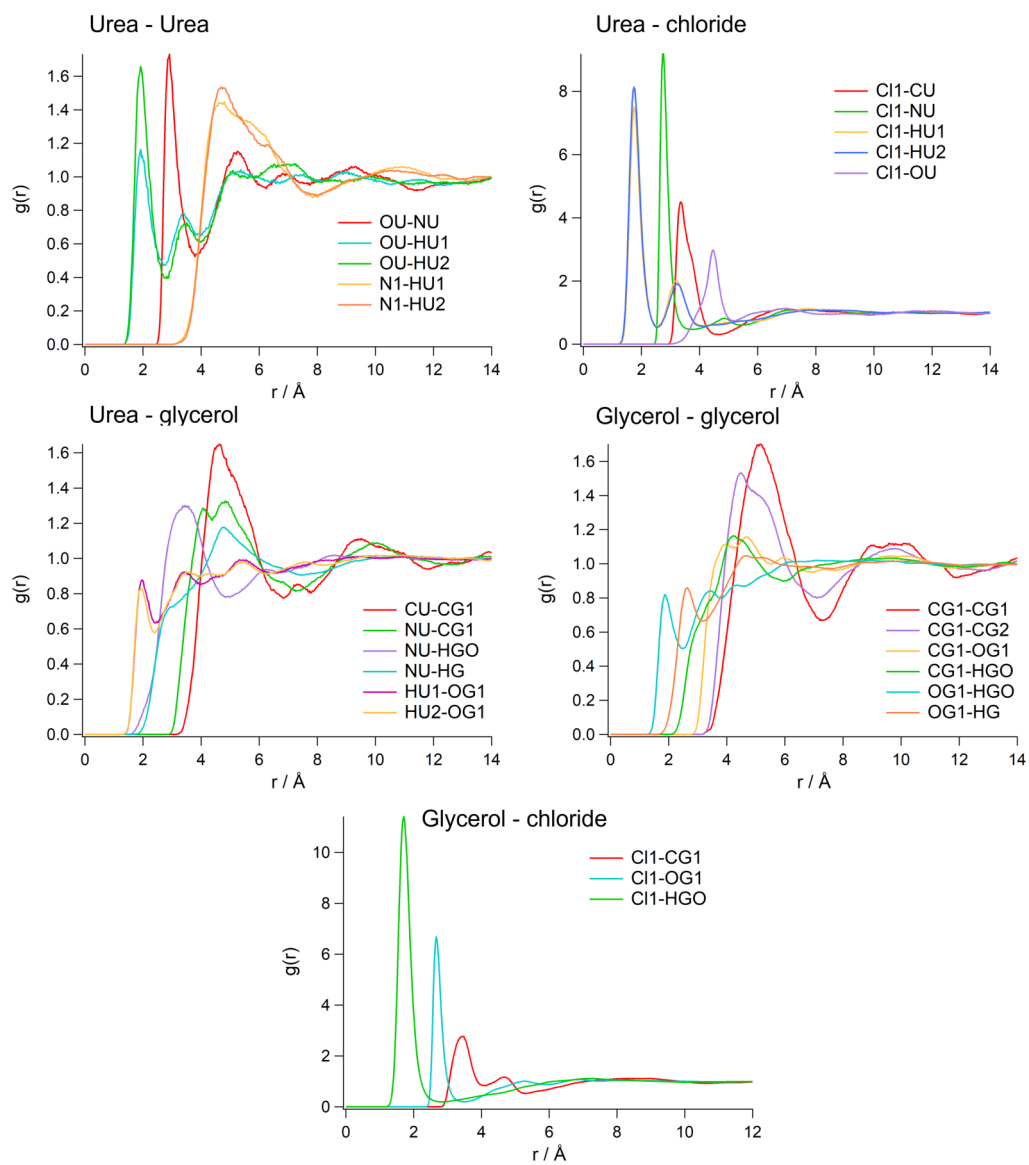 Urea - Urea
1.6
1.4
1.2
1.0
0.8
0.6
0.4
0.2
0.0
g(r)
OU-NU
OU-HU1
OU-HU2
N1-HU1
N1-HU2
0 2 4 6 8 10 12 14
r / Å
Urea - chloride
8
6
4
2
0
g(r)
Cl1-CU
Cl1-NU
Cl1-HU1
Cl1-HU2
Cl1-OU
0 2 4 6 8 10 12 14
r / Å
Urea - glycerol
1.6
1.4
1.2
1.0
0.8
0.6
0.4
0.2
0.0
g(r)
CU-CG1
NU-CG1
NU-HGO
NU-HG
HU1-OG1
HU2-OG1
0 2 4 6 8 10 12 14
r / Å
Glycerol - glycerol
1.6
1.4
1.2
1.0
0.8
0.6
0.4
0.2
0.0
g(r)
CG1-CG1
CG1-CG2
CG1-OG1
CG1-HGO
OG1-HGO
OG1-HG
0 2 4 6 8 10 12 14
r / Å
Glycerol - chloride
10
8
6
4
2
0
g(r)
Cl1-CG1
Cl1-OG1
Cl1-HGO
0 2 4 6 8 10 12
r / Å